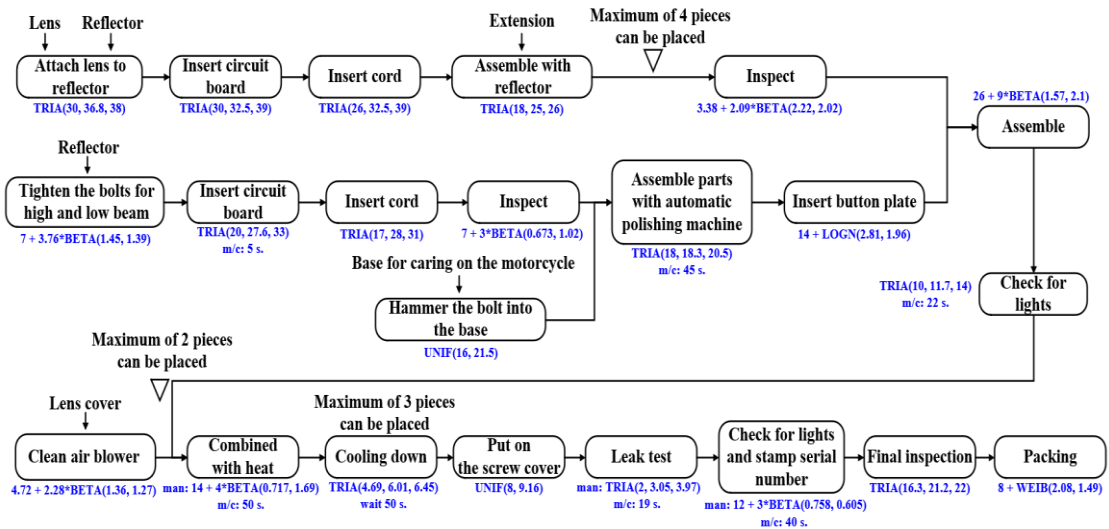 Lens
Reflector
Extension
Maximum of 4 pieces
can be placed
Attach lens to
reflector
TRIA(30, 36.8, 38)
Insert circuit
board
TRIA(30, 32.5, 39)
Insert cord
TRIA(26, 32.5, 39)
Assemble with
reflector
TRIA(18, 25, 26)
Inspect
3.38 + 2.09*BETA(2.22, 2.02)
26 + 9*BETA(1.57, 2.1)
Assemble
Reflector
Tighten the bolts for
high and low beam
7 + 3.76*BETA(1.45, 1.39)
Insert circuit
board
TRIA(20, 27.6, 33)
m/c: 5 s.
Insert cord
TRIA(17, 28, 31)
Inspect
7 + 3*BETA(0.673, 1.02)
Assemble parts
with automatic
polishing machine
TRIA(18, 18.3, 20.5)
m/c: 45 s.
Insert button plate
14 + LOGN(2.81, 1.96)
Base for caring on the motorcycle
Hammer the bolt into
the base
UNIF(16, 21.5)
TRIA(10, 11.7, 14)
m/c: 22 s.
Check for
lights
Maximum of 2 pieces
can be placed
Lens cover
Clean air blower
4.72 + 2.28*BETA(1.36, 1.27)
Combined
with heat
man: 14 + 4*BETA(0.717, 1.69)
m/c: 50 s.
Maximum of 3 pieces
can be placed
Cooling down
TRIA(4.69, 6.01, 6.45)
wait 50 s.
Put on
the screw cover
UNIF(8, 9.16)
Leak test
man: TRIA(2, 3.05, 3.97)
m/c: 19 s.
Check for lights
and stamp serial
number
man: 12 + 3*BETA(0.758, 0.605)
m/c: 40 s.
Final inspection
TRIA(16.3, 21.2, 22)
Packing
8 + WEIB(2.08, 1.49)